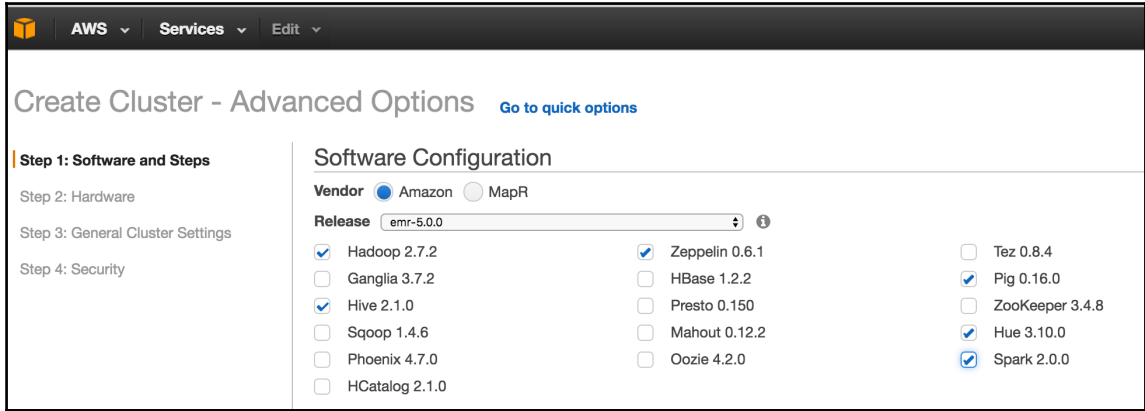 AWS Services Edit
Create Cluster - Advanced Options Go to quick options
Step 1: Software and Steps
Step 2: Hardware
Step 3: General Cluster Settings
Step 4: Security
Software Configuration
Vendor Amazon MapR
Release emr-5.0.0
Hadoop 2.7.2 Zeppelin 0.6.1 Tez 0.8.4
Ganglia 3.7.2 HBase 1.2.2 Pig 0.16.0
Hive 2.1.0 Presto 0.150 ZooKeeper 3.4.8
Sqoop 1.4.6 Mahout 0.12.2 Hue 3.10.0
Phoenix 4.7.0 Oozie 4.2.0 Spark 2.0.0
HCatalog 2.1.0